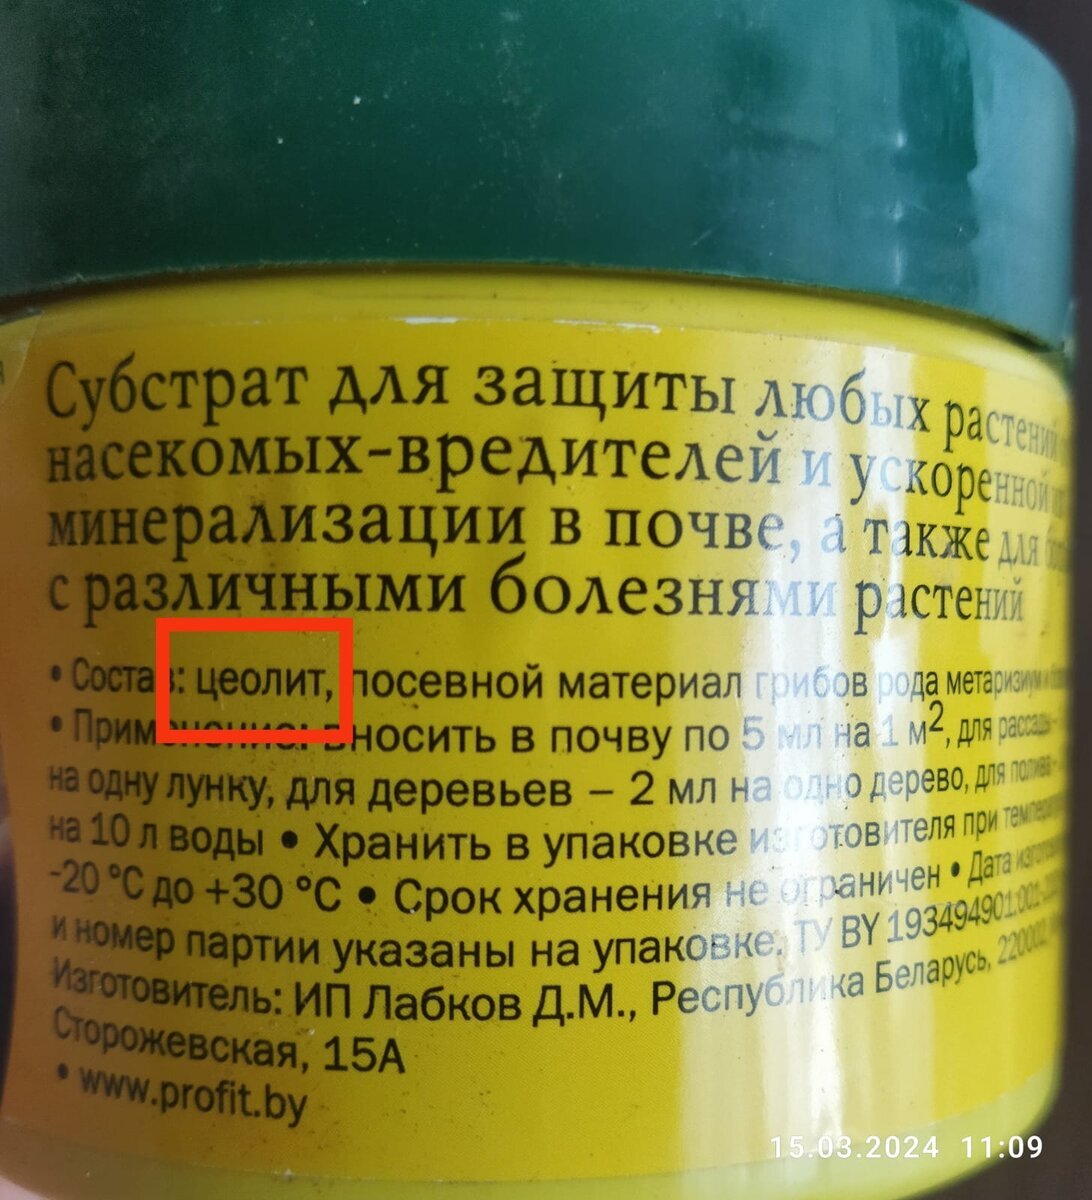 Субстрат для защиты любых растений
насекомых-вредителей и ускоренной
минерализации в почве, а также для
с различными болезнями растений
• Состав: цеолит, посевной материал грибов рода метаризиум и
• Применение: вносить в почву по 5 мл на 1 м², для рассады –
на одну лунку, для деревьев – 2 мл на одно дерево, для полива –
на 10 л воды • Хранить в упаковке изготовителя при
-20 °C до +30 °C • Срок хранения не ограничен • Дата
и номер партии указаны на упаковке. ТУ BY 193494901.001-
Изготовитель: ИП Лабков Д.М., Республика Беларусь, 220002,
Сторожевская, 15А
• www.profit.by
15.03.2024 11:09